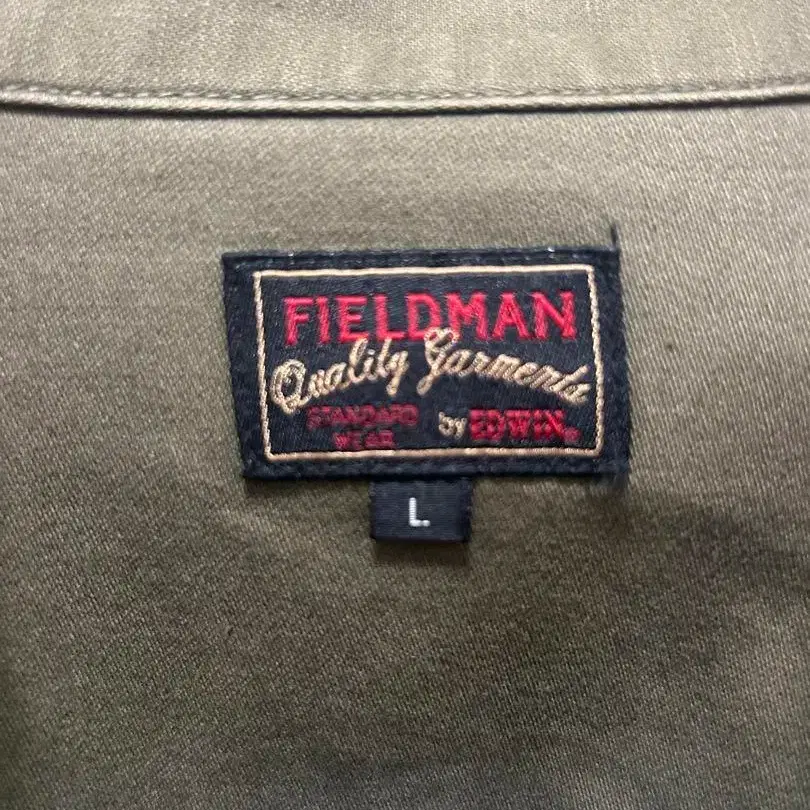 FIELDMAN
Quality Garments
STANDARD
WEAR
by EDWIN
L